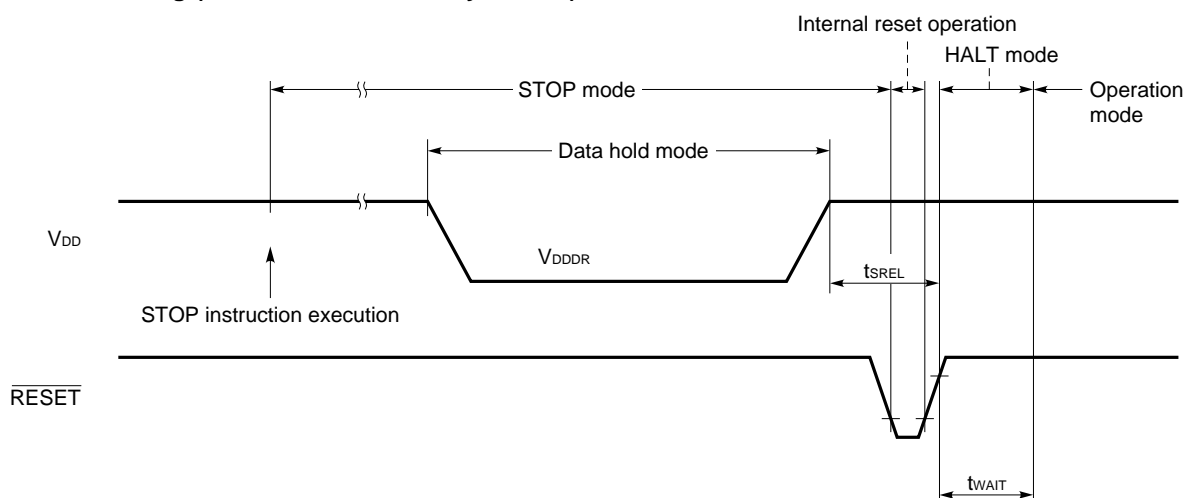 Internal reset operation
HALT mode
STOP mode
Operation
mode
Data hold mode
VDD
VDDDR
tSREL
STOP instruction execution
RESET
tWAIT